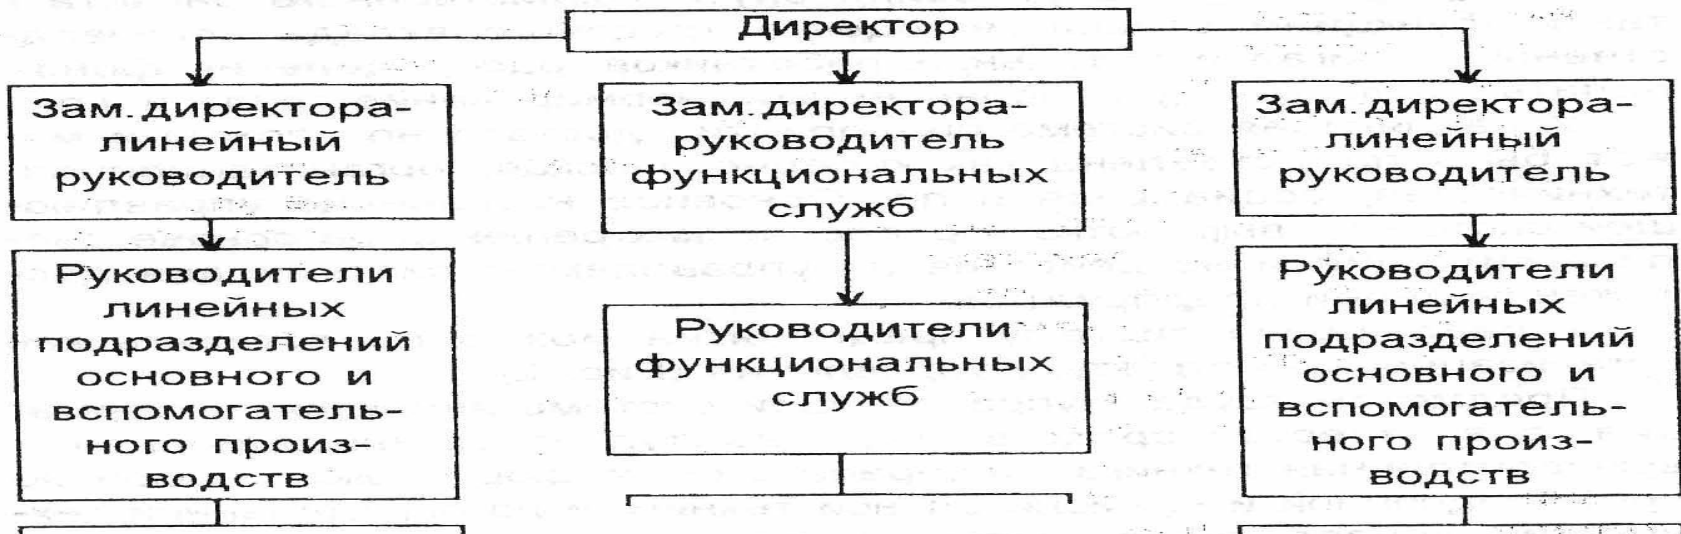 Директор
Зам. директора-
линейный
руководитель
Зам. директора-
руководитель
функциональных
служб
Зам. директора-
линейный
руководитель
Руководители
линейных
подразделений
основного и
вспомогатель-
ного произ-
водств
Руководители
функциональных
служб
Руководители
линейных
подразделений
основного и
вспомогатель-
ного произ-
водств